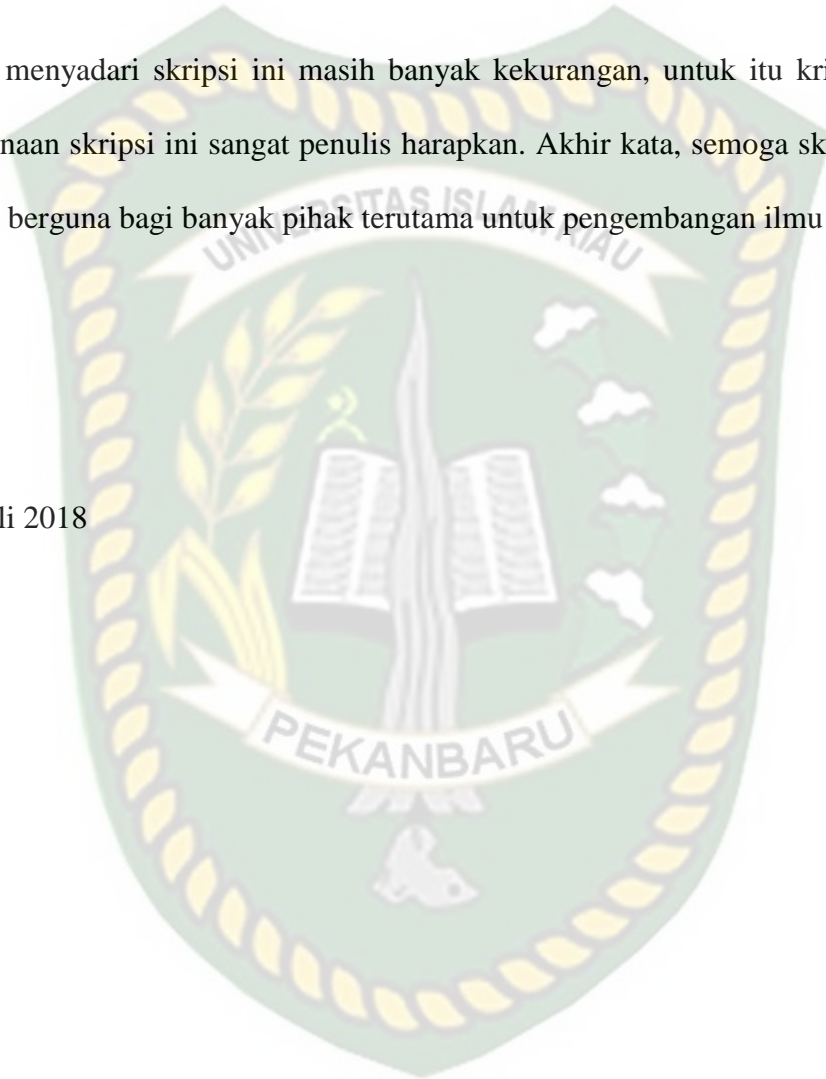 menyadari skripsi ini masih banyak kekurangan, untuk itu kri
naan skripsi ini sangat penulis harapkan. Akhir kata, semoga sk
berguna bagi banyak pihak terutama untuk pengembangan ilmu
UNIVERSITAS ISLAM RIAU
li 2018
PEKANBARU